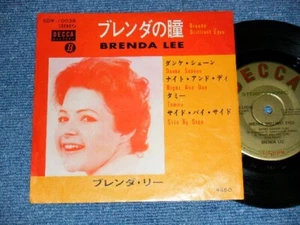 DECCA
ブレンダの瞳
Brenda
Brilliant Eyes
BRENDA LEE
ダンケ・シェーン
Danke Schoen
ナイト・アンド・デイ
Night And Day
タミー
Tammy
サイド・バイ・サイド
Side By Side
ブレンダ・リー
DECCA
BRENDA LEE